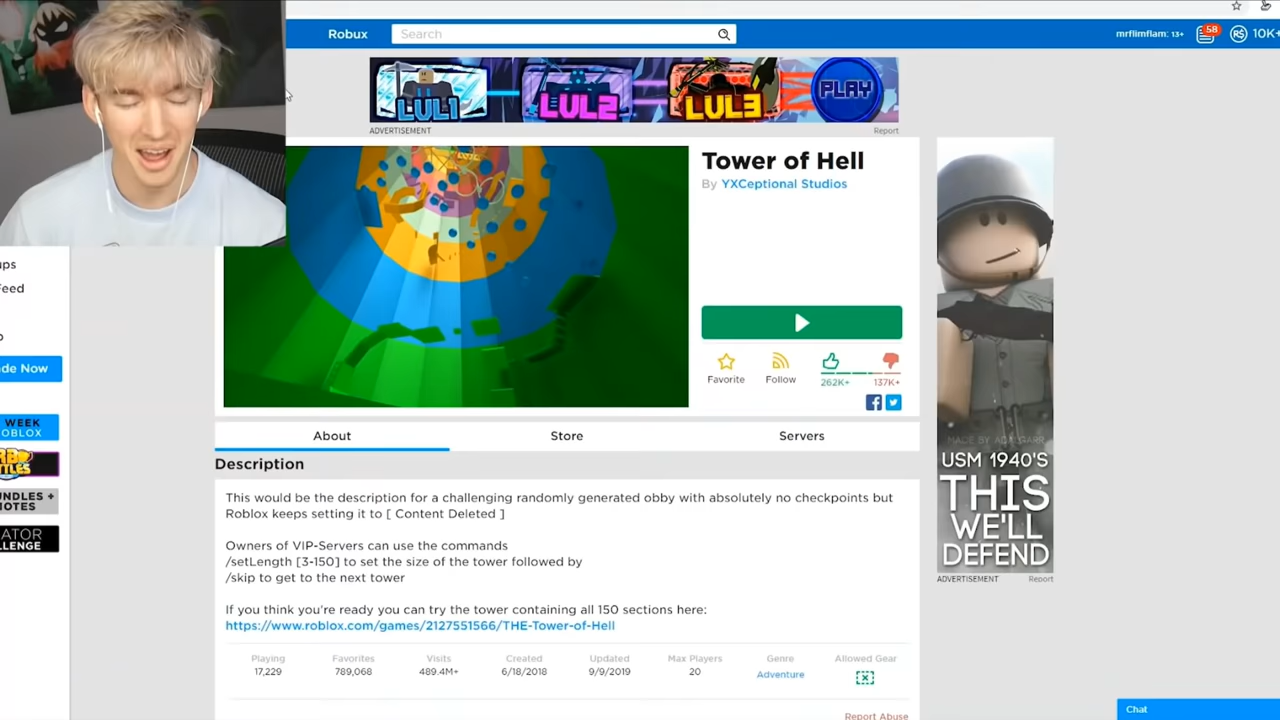 Robux
Search
mrflimflam: 13+
58
10K+
LVL1
LVL2
LVL3
PLAY
ADVERTISEMENT
Report
Tower of Hell
By YXCeptional Studios
Favorite
Follow
262K+
137K+
ups
Feed
de Now
WEEK
OBLOX
NDLES +
MOTES
ATOR
LLENGE
About
Store
Servers
Description
This would be the description for a challenging randomly generated obby with absolutely no checkpoints but
Roblox keeps setting it to [ Content Deleted ]
Owners of VIP-Servers can use the commands
/setLength [3-150] to set the size of the tower followed by
/skip to get to the next tower
If you think you're ready you can try the tower containing all 150 sections here:
https://www.roblox.com/games/2127551566/THE-Tower-of-Hell
Playing
Favorites
Visits
Created
Updated
Max Players
Genre
Allowed Gear
17,229
789,068
489.4M+
6/18/2018
9/9/2019
20
Adventure
Report Abuse
USM 1940'S
THIS
WE'LL
DEFEND
ADVERTISEMENT
Report
Chat